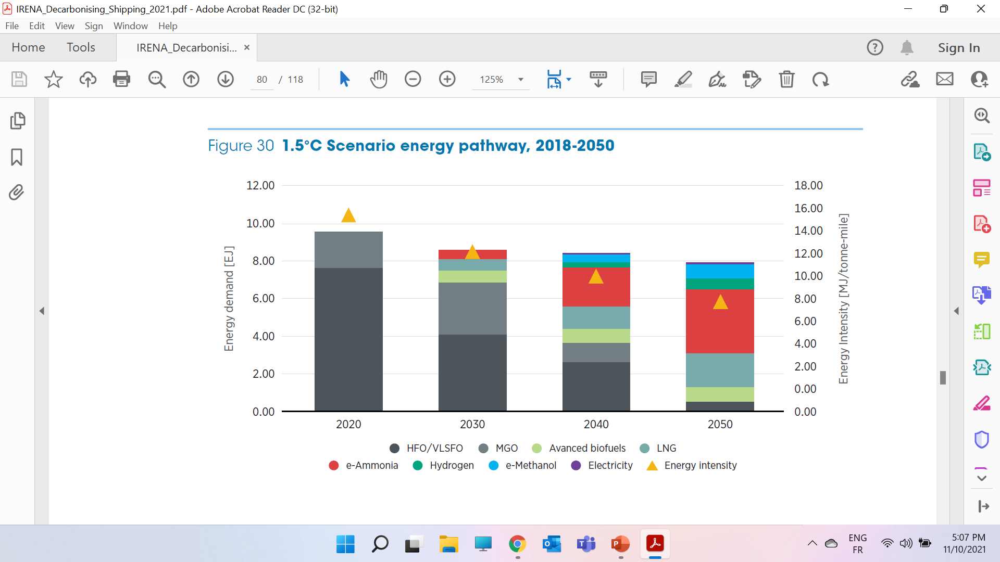 IRENA_Decarbonising_Shipping_2021.pdf - Adobe Acrobat Reader DC (32-bit)
File Edit View Sign Window Help
Home Tools IRENA_Decarbonisi... × ? Sign In
80 / 118 125%
Figure 30 1.5°C Scenario energy pathway, 2018-2050
Energy demand [EJ]
12.00
10.00
8.00
6.00
4.00
2.00
0.00
18.00
16.00
14.00
12.00
10.00
8.00
6.00
4.00
2.00
0.00
0.00
Energy Intensity [MJ/tonne-mile]
2020 2030 2040 2050
HFO/VLSFO MGO Avanced biofuels LNG
e-Ammonia Hydrogen e-Methanol Electricity Energy intensity
ENG
FR
5:07 PM
11/10/2021